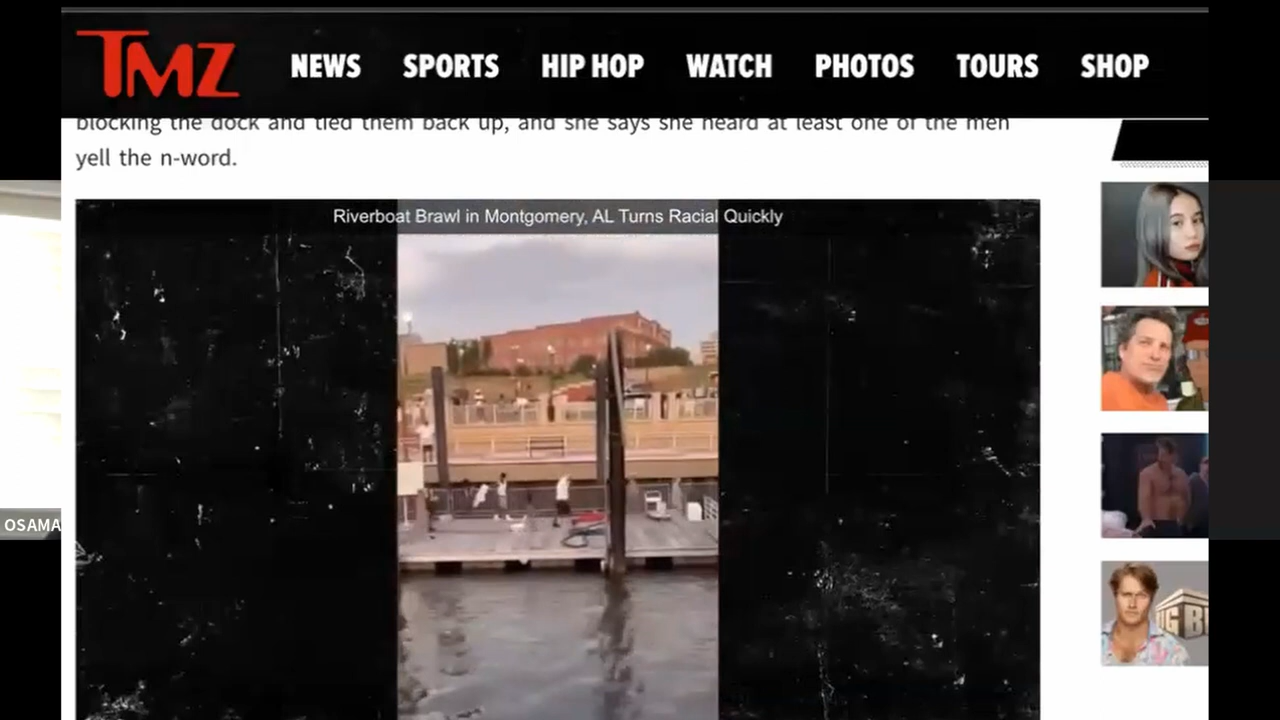 TMZ
NEWS SPORTS HIP HOP WATCH PHOTOS TOURS SHOP
blocking the dock and tied them back up, and she says she heard at least one of the men
yell the n-word.
Riverboat Brawl in Montgomery, AL Turns Racial Quickly
OSAMA